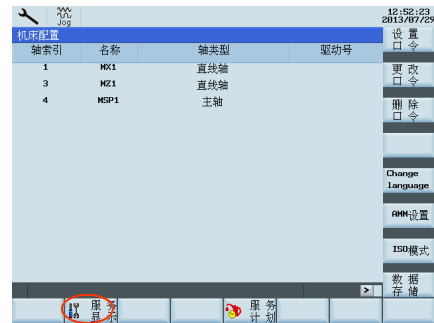 Jog
12:52:23
2013/07/29
机床配置
轴索引 名称 轴类型 驱动号
1 MX1 直线轴
3 MZ1 直线轴
4 MSP1 主轴
设 置
口 令
更 改
口 令
删 除
口 令
Change
language
AMM设置
ISO模式
数 据
存 储
服 务
显 示
服 务
计 划